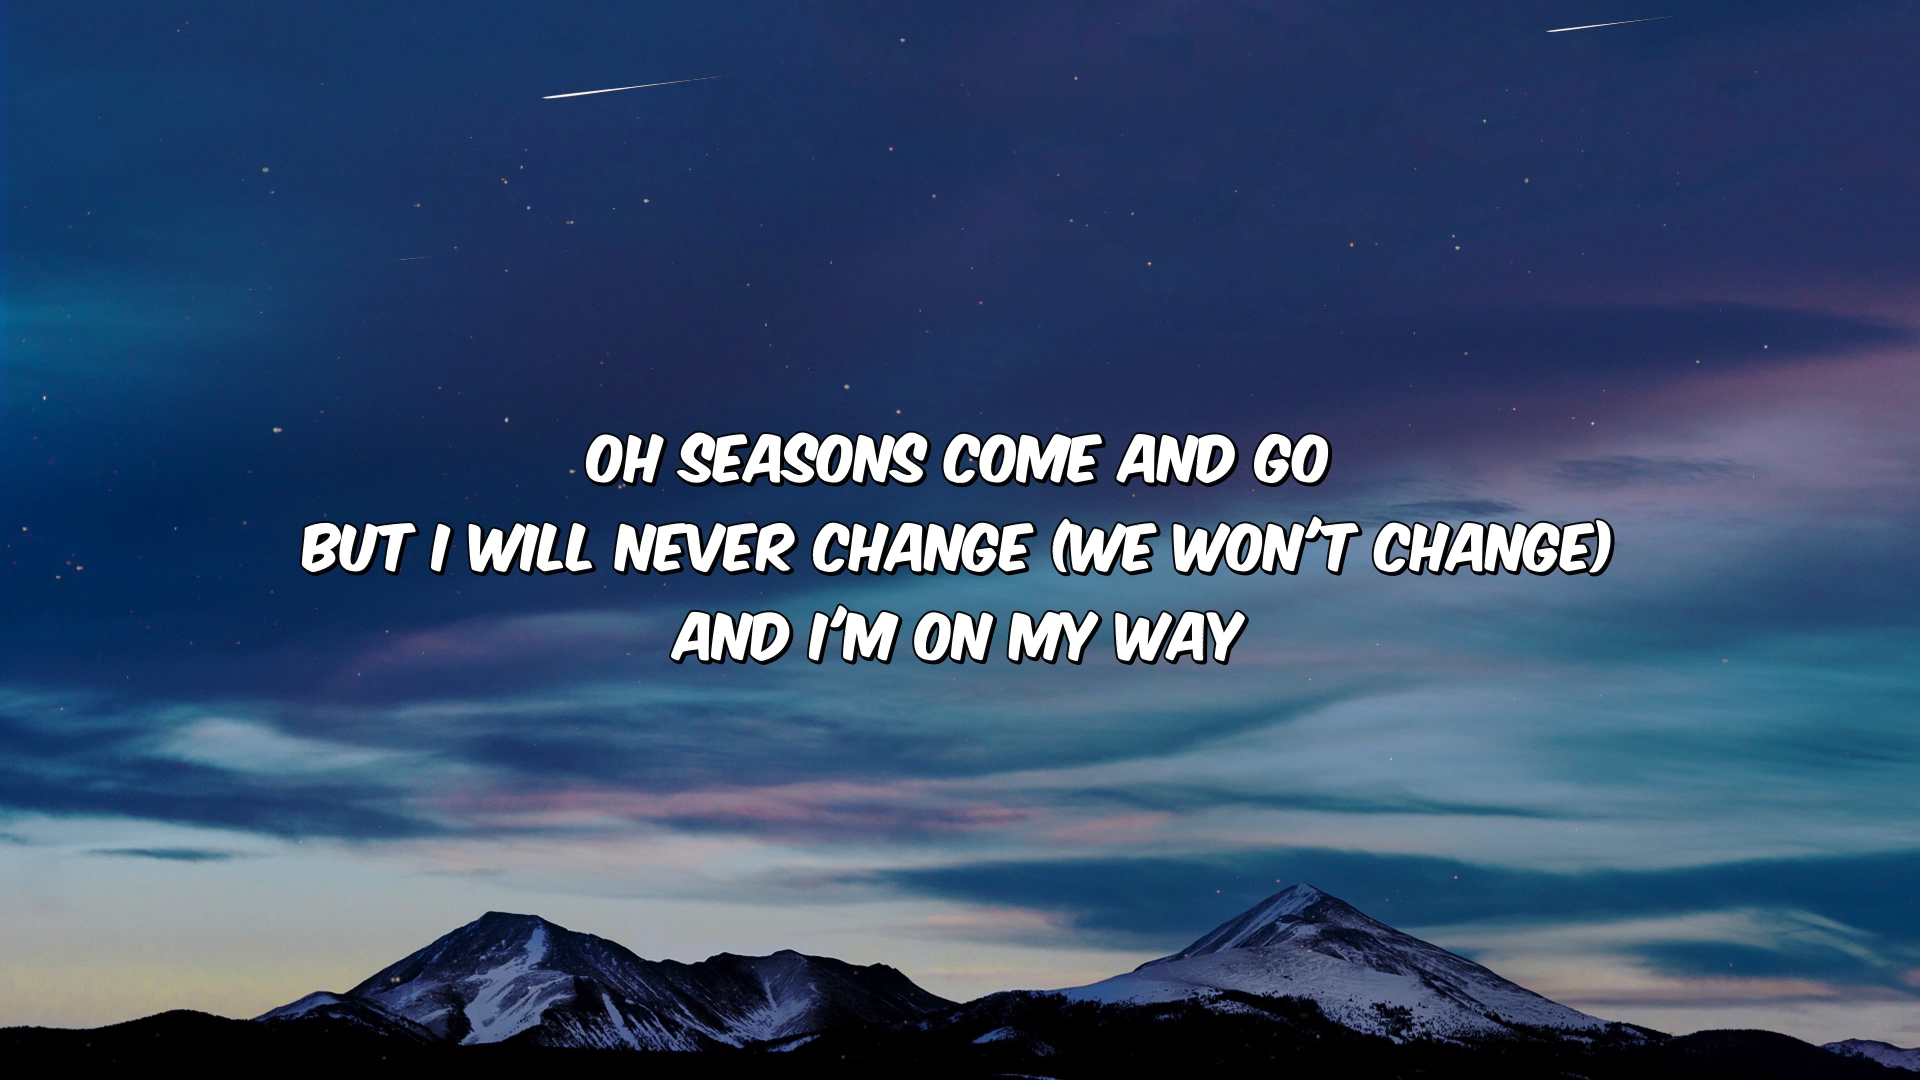 OH SEASONS COME AND GO
BUT I WILL NEVER CHANGE (WE WON'T CHANGE)
AND I'M ON MY WAY